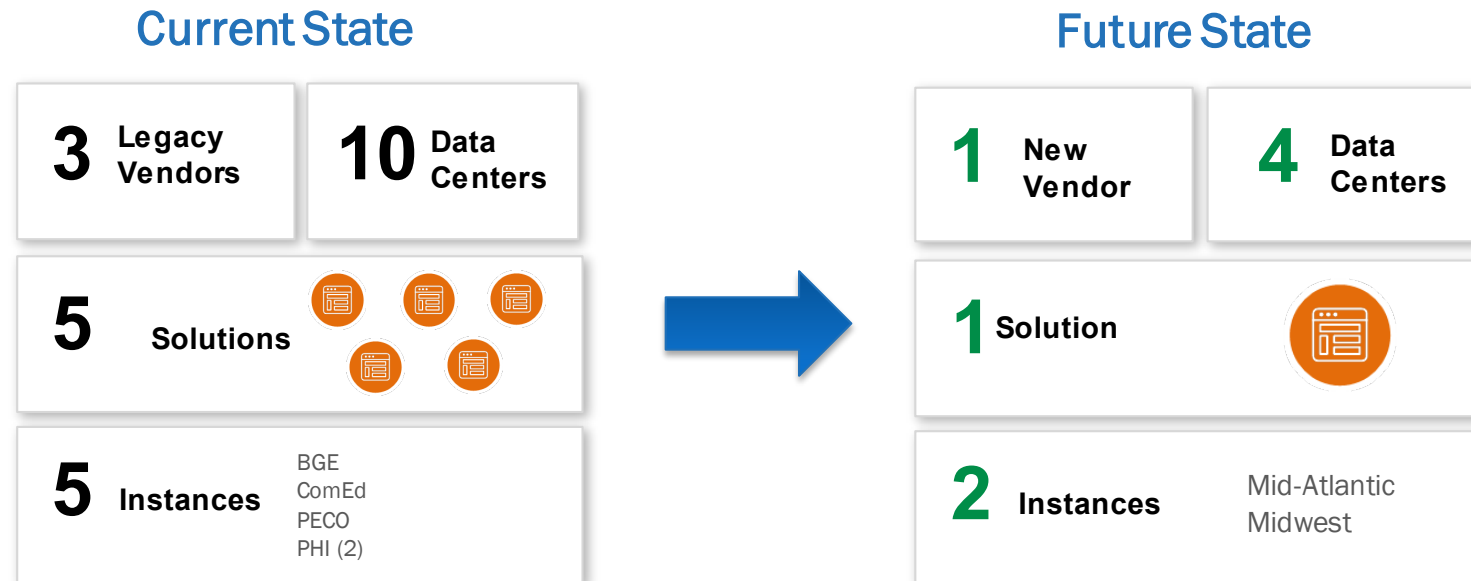 Current State
3 Legacy
Vendors
10 Data
Centers
5 Solutions
5 Instances
BGE
ComEd
PECO
PHI (2)
Future State
1 New
Vendor
4 Data
Centers
1 Solution
2 Instances
Mid-Atlantic
Midwest